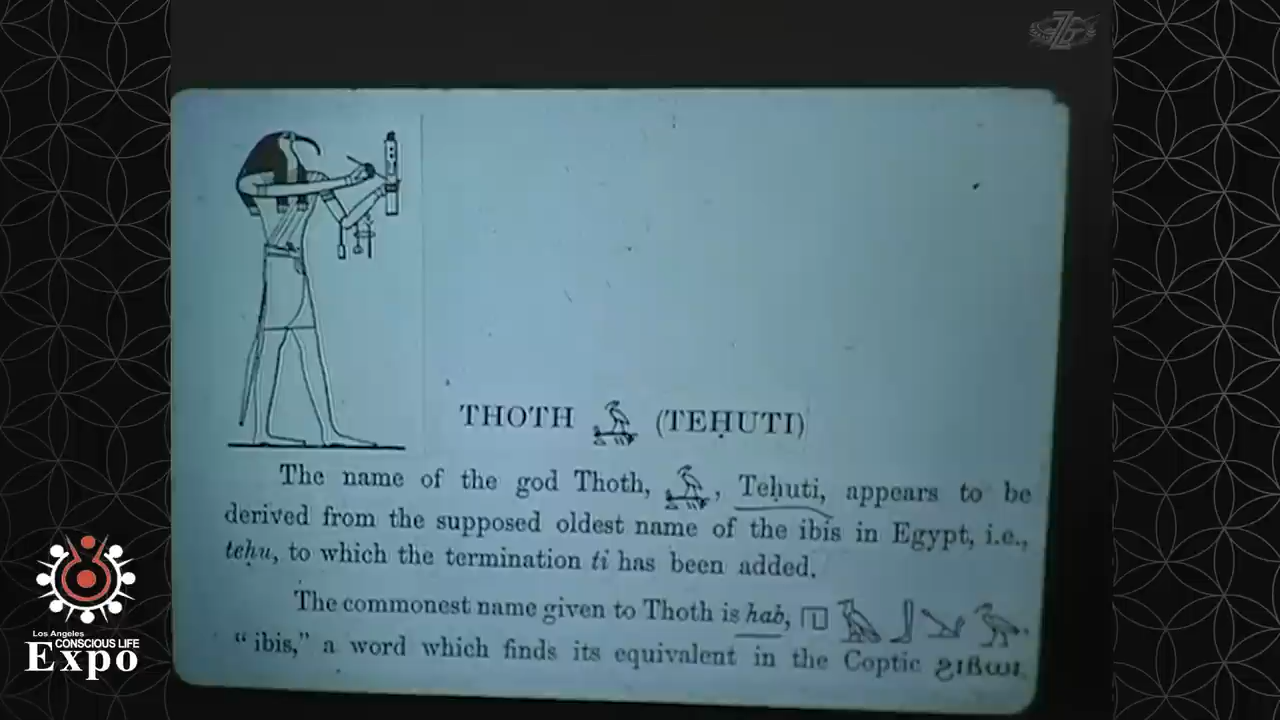 THOTH 𓅝 (TEḤUTI)
The name of the god Thoth, 𓅝, Teḥuti, appears to be
derived from the supposed oldest name of the ibis in Egypt, i.e.,
teḥu, to which the termination ti has been added.
The commonest name given to Thoth is hab,
“ibis,” a word which finds its equivalent in the Coptic
Los Angeles
CONSCIOUS LIFE
Expo